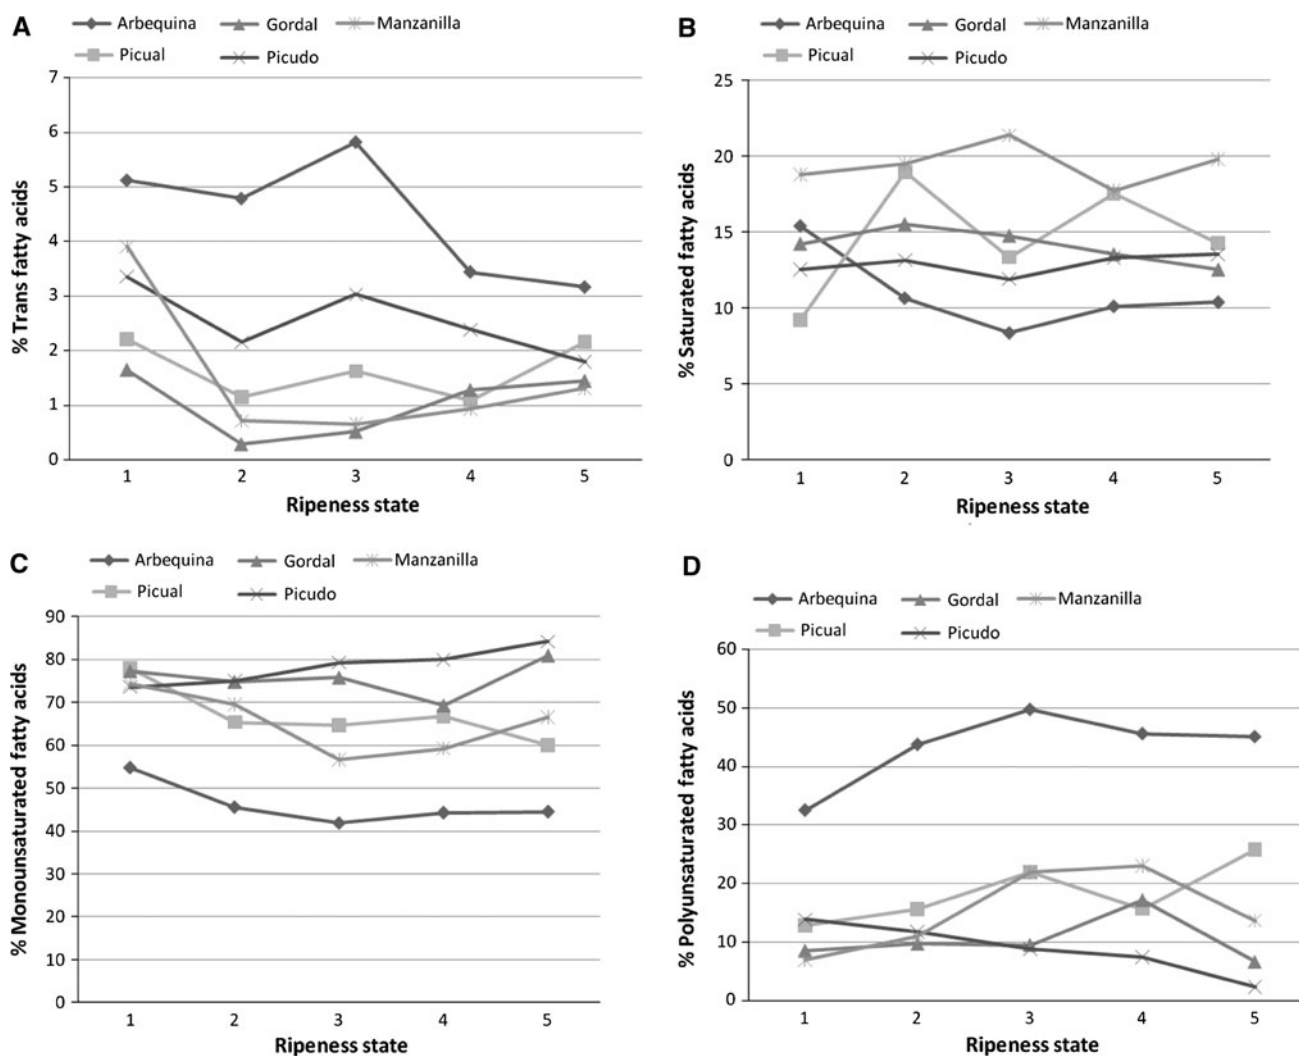 A
Arbequina Gordal Manzanilla
Picual Picudo
% Trans fatty acids
7
6
5
4
3
2
1
0
1 2 3 4 5
Ripeness state
B
Arbequina Gordal Manzanilla
Picual Picudo
% Saturated fatty acids
25
20
15
10
5
0
1 2 3 4 5
Ripeness state
C
Arbequina Gordal Manzanilla
Picual Picudo
% Monounsaturated fatty acids
90
80
70
60
50
40
30
20
10
0
1 2 3 4 5
Ripeness state
D
Arbequina Gordal Manzanilla
Picual Picudo
% Polyunsaturated fatty acids
60
50
40
30
20
10
0
1 2 3 4 5
Ripeness state